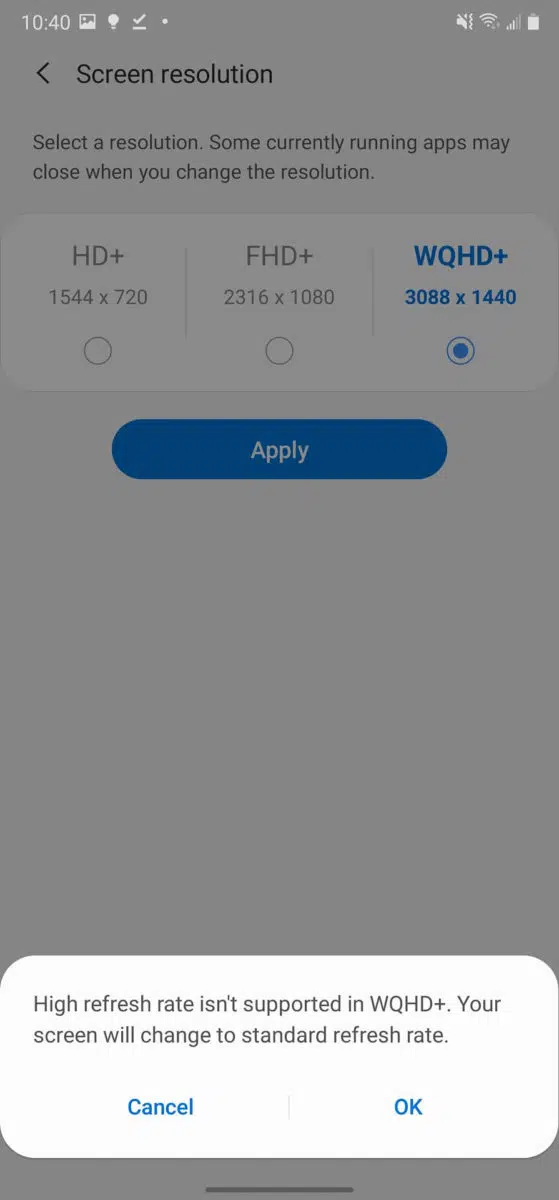 10:40
Screen resolution
Select a resolution. Some currently running apps may
close when you change the resolution.
HD+ FHD+ WQHD+
1544 x 720 2316 x 1080 3088 x 1440
Apply
High refresh rate isn't supported in WQHD+. Your
screen will change to standard refresh rate.
Cancel OK